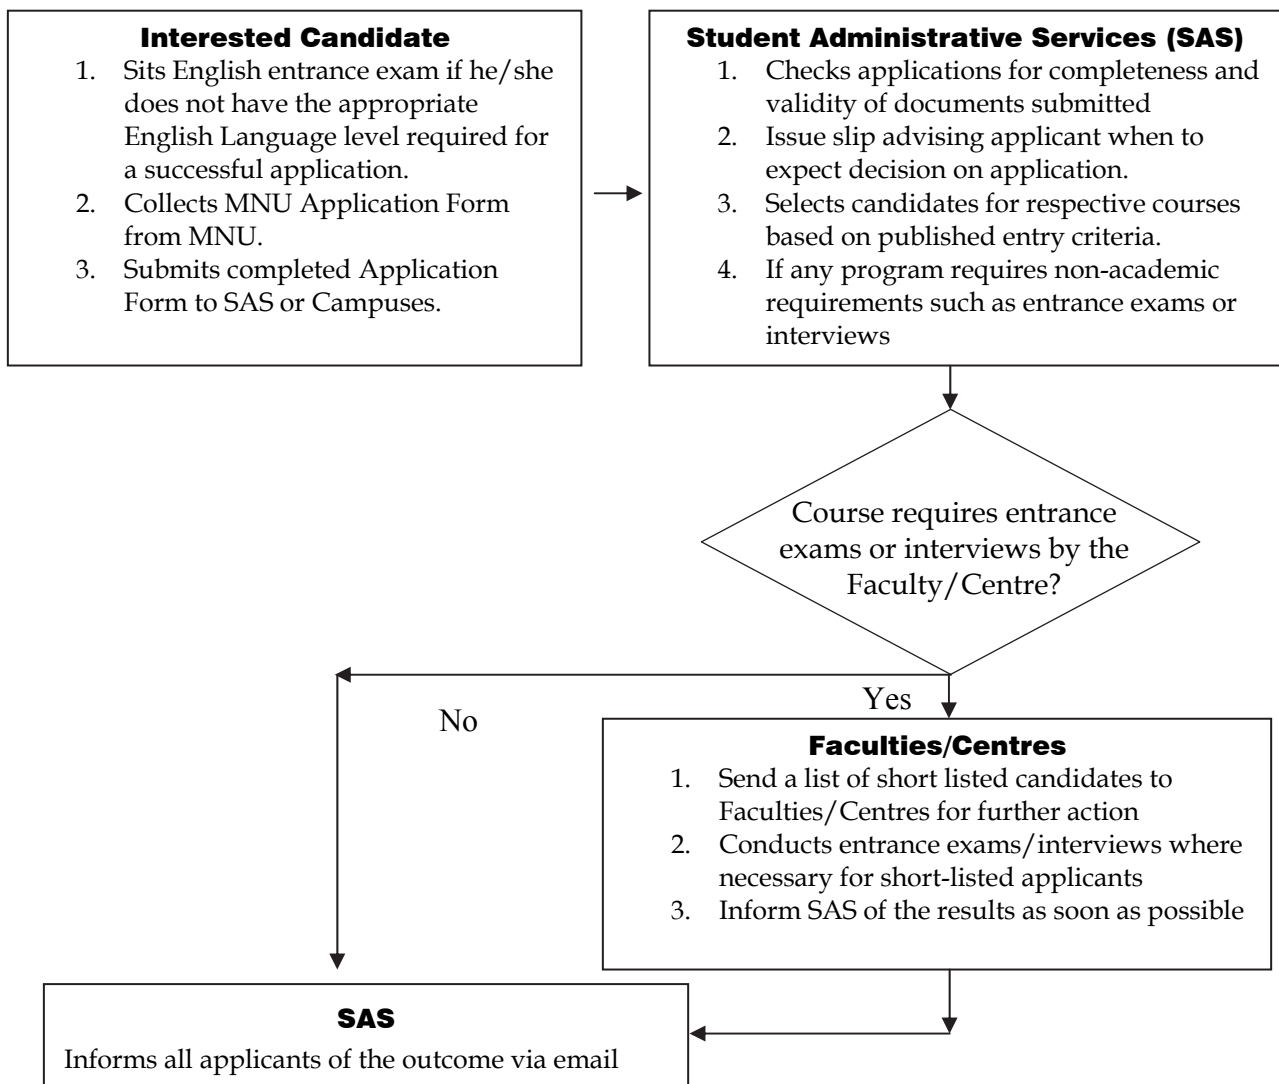 Interested Candidate
1. Sits English entrance exam if he/she
does not have the appropriate
English Language level required for
a successful application.
2. Collects MNU Application Form
from MNU.
3. Submits completed Application
Form to SAS or Campuses.
Student Administrative Services (SAS)
1. Checks applications for completeness and
validity of documents submitted
2. Issue slip advising applicant when to
expect decision on application.
3. Selects candidates for respective courses
based on published entry criteria.
4. If any program requires non-academic
requirements such as entrance exams or
interviews
Course requires entrance
exams or interviews by the
Faculty/Centre?
No
Yes
Faculties/Centres
1. Send a list of short listed candidates to
Faculties/Centres for further action
2. Conducts entrance exams/interviews where
necessary for short-listed applicants
3. Inform SAS of the results as soon as possible
SAS
Informs all applicants of the outcome via email